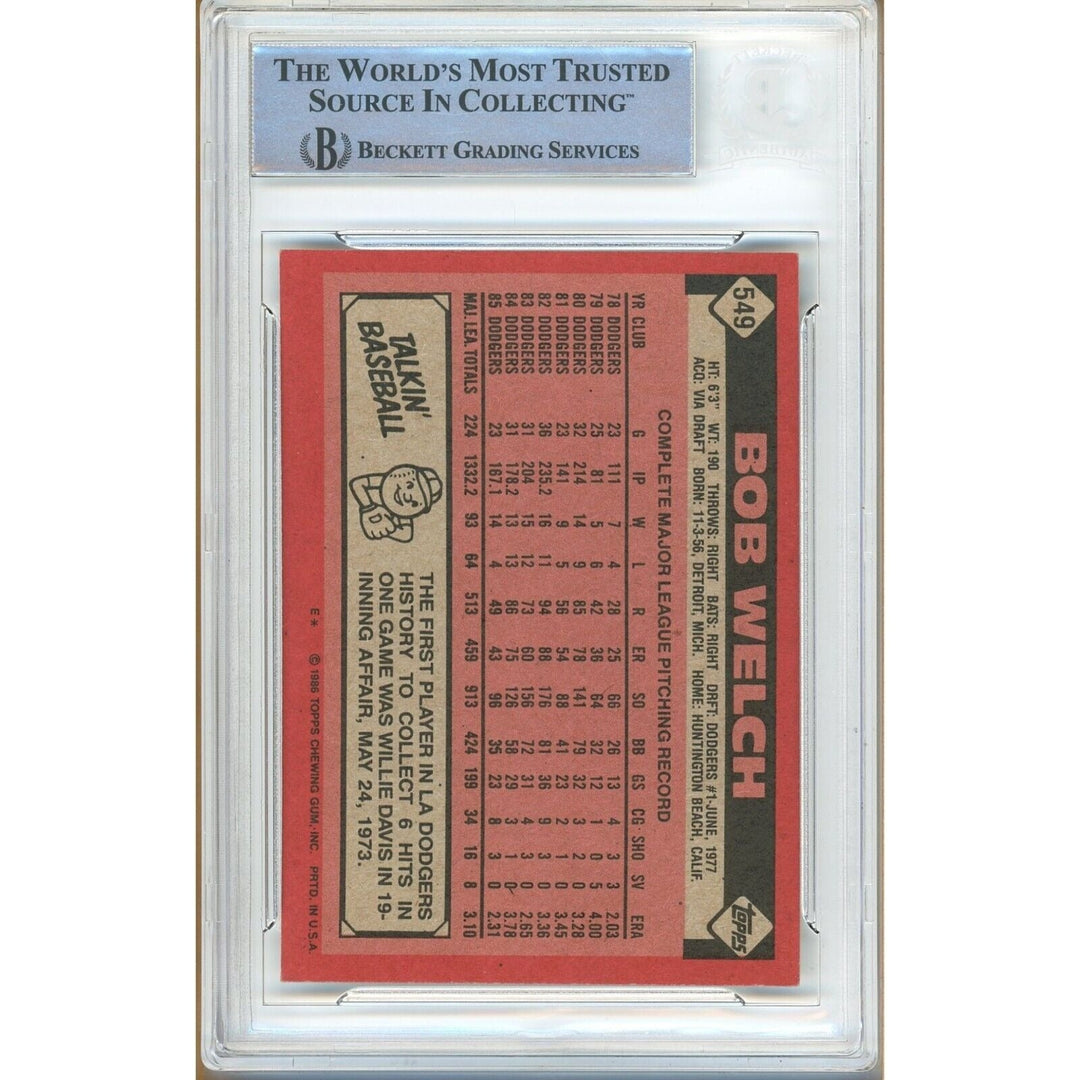 THE WORLD'S MOST TRUSTED
SOURCE IN COLLECTING™
B BECKETT GRADING SERVICES
549 BOB WELCH topps
HT: 6'3" WT: 190 THROWS: RIGHT BATS: RIGHT DRFT: DODGERS #1-JUNE, 1977
ACQ: VIA DRAFT BORN: 11-3-56, DETROIT, MICH. HOME: HUNTINGTON BEACH, CALIF.
COMPLETE MAJOR LEAGUE PITCHING RECORD
YR CLUB G IP W L R ER SO BB GS CG SHO SV ERA
78 DODGERS 23 111 7 4 28 25 66 26 13 4 3 3 2.03
79 DODGERS 25 81 5 6 42 36 64 32 12 1 0 5 4.00
80 DODGERS 32 214 14 9 85 78 141 79 32 3 2 0 3.28
81 DODGERS 23 141 9 5 56 54 88 41 23 2 1 0 3.45
82 DODGERS 36 235.2 16 11 94 88 176 81 36 9 3 0 3.36
83 DODGERS 31 204 15 12 73 60 156 72 31 4 3 0 2.65
84 DODGERS 31 178.2 13 13 86 75 126 58 29 3 1 0 3.78
85 DODGERS 23 167.1 14 4 49 43 96 35 23 8 3 0 2.31
MAJ. LEA. TOTALS 224 1332.2 93 64 513 459 913 424 199 34 16 8 3.10
TALKIN'
BASEBALL
THE FIRST PLAYER IN LA DODGERS
HISTORY TO COLLECT 6 HITS IN
ONE GAME WAS WILLIE DAVIS IN 19-
INNING AFFAIR, MAY 24, 1973.
E* © 1986 TOPPS CHEWING GUM, INC. PRTD. IN U.S.A.